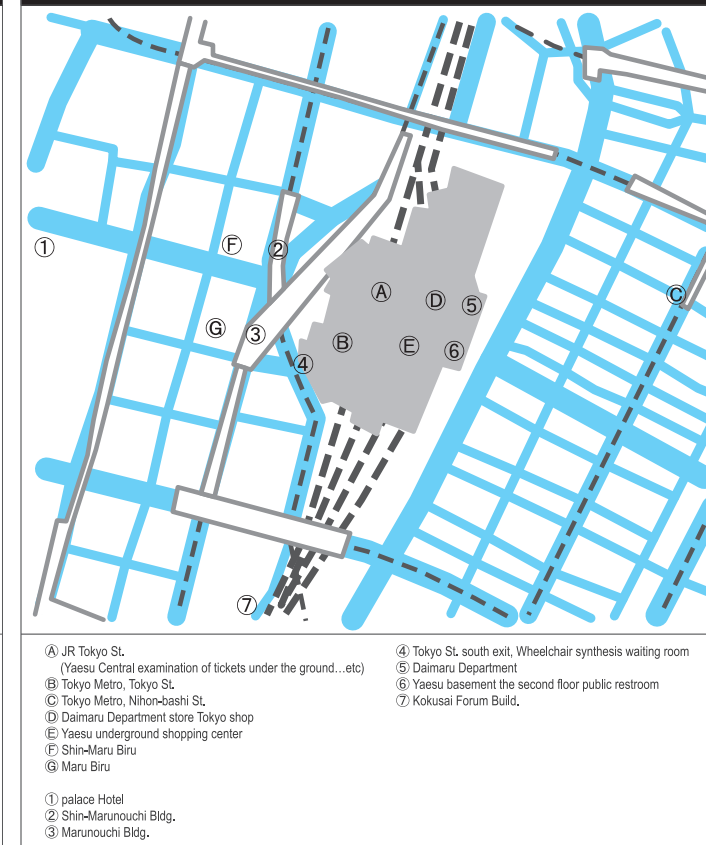 ①
Ⓕ
②
Ⓐ
Ⓓ
⑤
Ⓒ
Ⓖ
③
Ⓑ
Ⓔ
⑥
④
⑦
Ⓐ JR Tokyo St.
(Yaesu Central examination of tickets under the ground…etc)
Ⓑ Tokyo Metro, Tokyo St.
Ⓒ Tokyo Metro, Nihon-bashi St.
Ⓓ Daimaru Department store Tokyo shop
Ⓔ Yaesu underground shopping center
Ⓕ Shin-Maru Biru
Ⓖ Maru Biru
① palace Hotel
② Shin-Marunouchi Bldg.
③ Marunouchi Bldg.
④ Tokyo St. south exit, Wheelchair synthesis waiting room
⑤ Daimaru Department
⑥ Yaesu basement the second floor public restroom
⑦ Kokusai Forum Build.